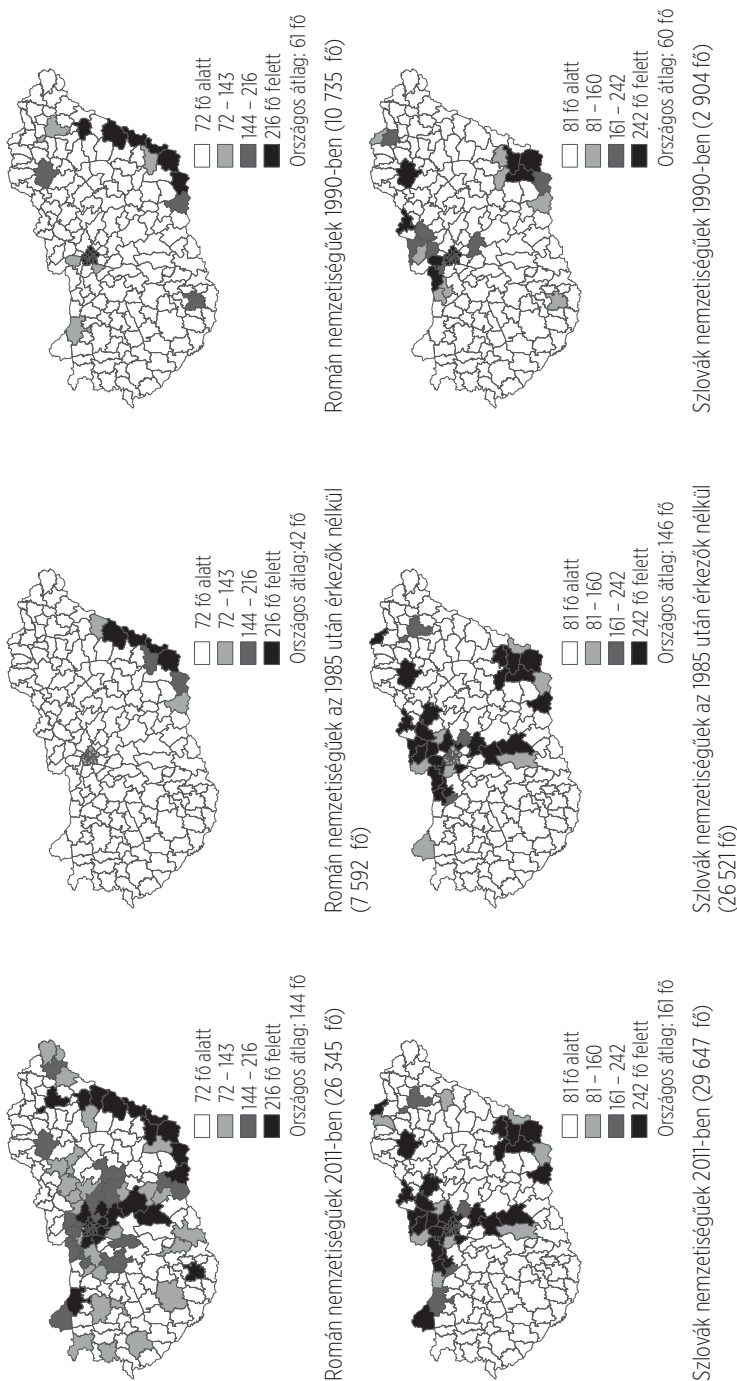 72 fő alatt
72 – 143
144 – 216
216 fő felett
Országos átlag: 144 fő
Román nemzetiségűek 2011-ben (26 345 fő)
72 fő alatt
72 – 143
144 – 216
216 fő felett
Országos átlag:42 fő
Román nemzetiségűek az 1985 után érkezők nélkül
(7 592 fő)
72 fő alatt
72 – 143
144 – 216
216 fő felett
Országos átlag: 61 fő
Román nemzetiségűek 1990-ben (10 735 fő)
81 fő alatt
81 – 160
161 – 242
242 fő felett
Országos átlag: 161 fő
Szlovák nemzetiségűek 2011-ben (29 647 fő)
81 fő alatt
81 – 160
161 – 242
242 fő felett
Országos átlag: 146 fő
Szlovák nemzetiségűek az 1985 után érkezők nélkül
(26 521 fő)
81 fő alatt
81 – 160
161 – 242
242 fő felett
Országos átlag: 60 fő
Szlovák nemzetiségűek 1990-ben (2 904 fő)